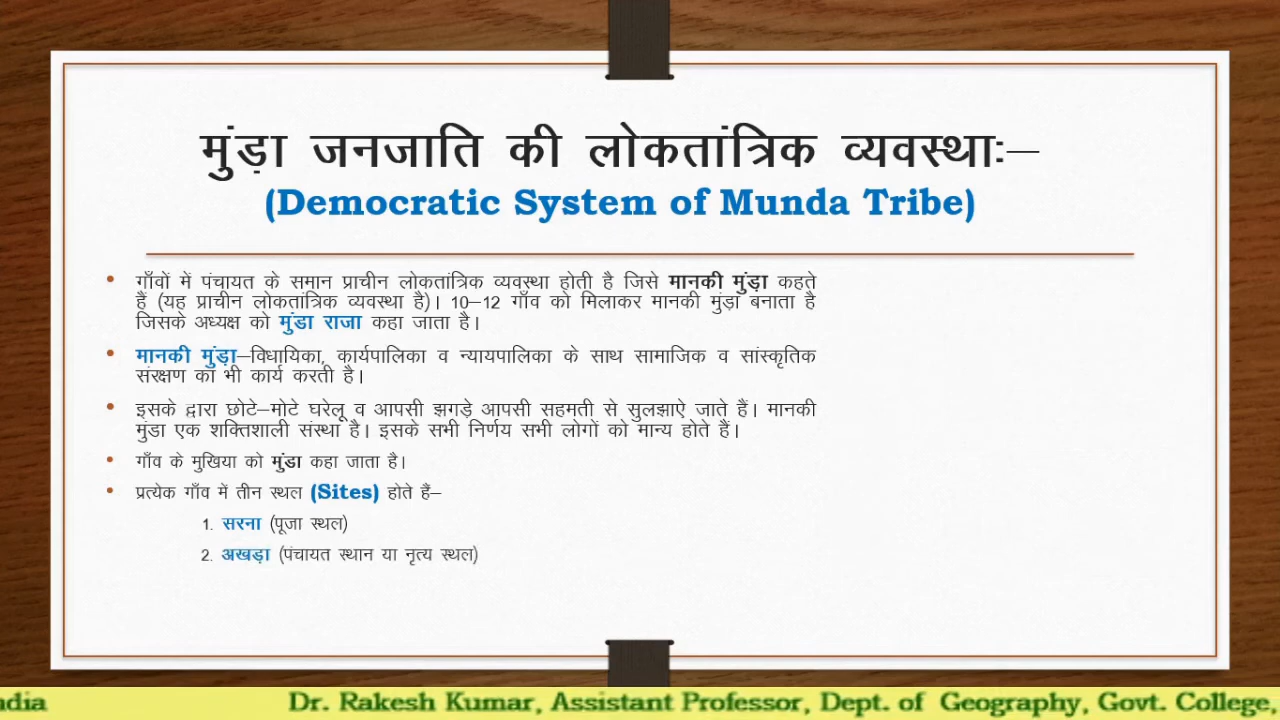 मुंड़ा जनजाति की लोकतांत्रिक व्यवस्थाः–
(Democratic System of Munda Tribe)
• गाँवों में पंचायत के समान प्राचीन लोकतांत्रिक व्यवस्था होती है जिसे मानकी मुंड़ा कहते
हैं (यह प्राचीन लोकतांत्रिक व्यवस्था है)। 10–12 गाँव को मिलाकर मानकी मुंड़ा बनाता है
जिसके अध्यक्ष को मुंडा राजा कहा जाता है।
• मानकी मुंड़ा–विधायिका, कार्यपालिका व न्यायपालिका के साथ सामाजिक व सांस्कृतिक
संरक्षण का भी कार्य करती है।
• इसके द्वारा छोटे–मोटे घरेलू व आपसी झगड़े आपसी सहमती से सुलझाऐ जाते हैं। मानकी
मुंडा एक शक्तिशाली संस्था है। इसके सभी निर्णय सभी लोगों को मान्य होते हैं।
• गाँव के मुखिया को मुंडा कहा जाता है।
• प्रत्येक गाँव में तीन स्थल (Sites) होते हैं–
1. सरना (पूजा स्थल)
2. अखड़ा (पंचायत स्थान या नृत्य स्थल)
ndia Dr. Rakesh Kumar, Assistant Professor, Dept. of Geography, Govt. College,